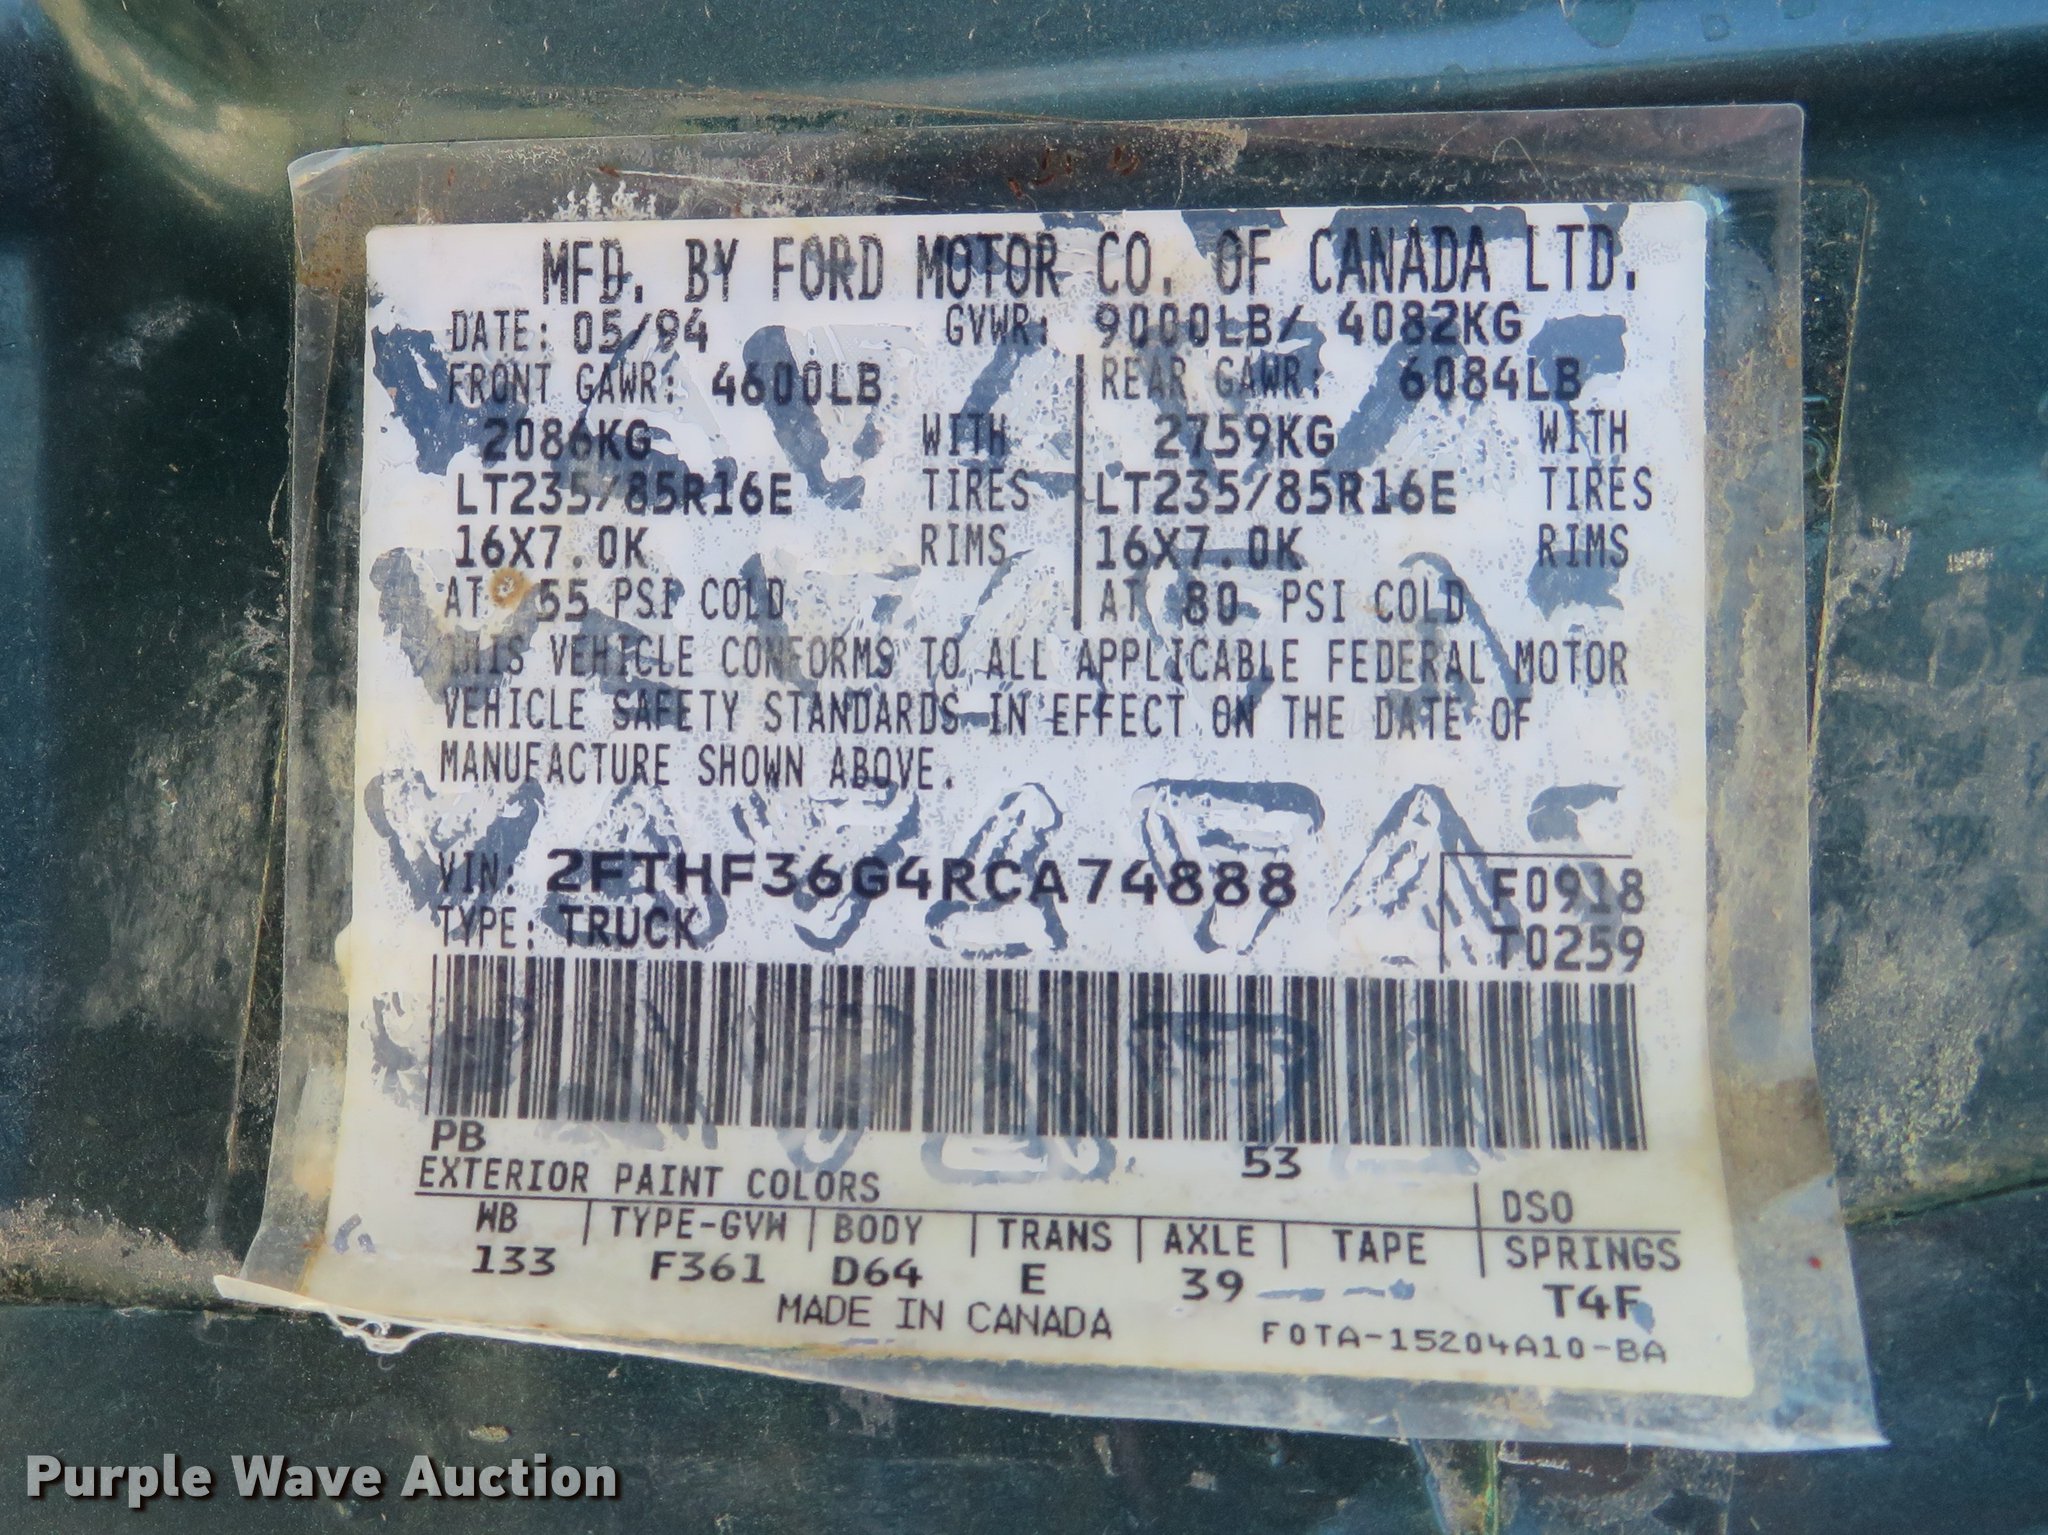 MFD. BY FORD MOTOR CO. OF CANADA LTD.
DATE: 05/94 GVWR: 9000LB/ 4082KG
FRONT GAWR: 4600LB REAR GAWR: 6084LB
2086KG WITH 2759KG WITH
LT235/85R16E TIRES LT235/85R16E TIRES
16X7.0K RIMS 16X7.0K RIMS
AT 55 PSI COLD AT 80 PSI COLD
THIS VEHICLE CONFORMS TO ALL APPLICABLE FEDERAL MOTOR
VEHICLE SAFETY STANDARDS IN EFFECT ON THE DATE OF
MANUFACTURE SHOWN ABOVE.
VIN: 2FTHF36G4RCA74888 F0918
TYPE: TRUCK T0259
PB 53
EXTERIOR PAINT COLORS DSO
WB TYPE-GVW BODY TRANS AXLE TAPE SPRINGS
133 F361 D64 E 39 T4F
MADE IN CANADA
F0TA-15204A10-BA
Purple Wave Auction